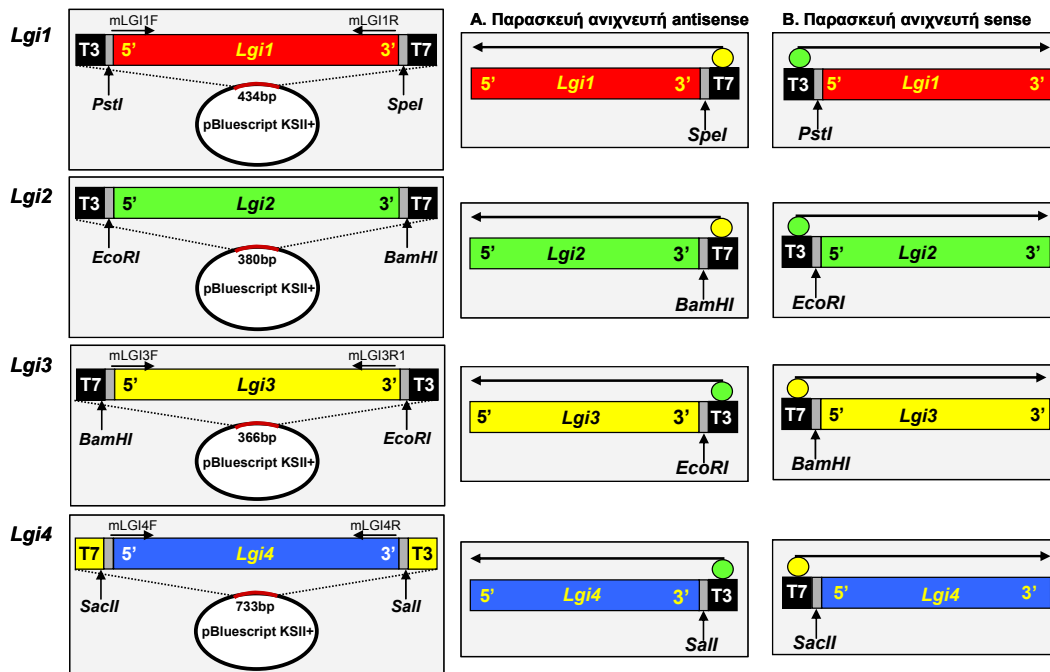 Lgi1
mLGI1F mLGI1R
T3 5’ Lgi1 3’ T7
PstI SpeI
434bp
pBluescript KSII+
A. Παρασκευή ανιχνευτή antisense
5’ Lgi1 3’ T7
SpeI
B. Παρασκευή ανιχνευτή sense
T3 5’ Lgi1 3’
PstI
Lgi2
T3 5’ Lgi2 3’ T7
EcoRI BamHI
380bp
pBluescript KSII+
5’ Lgi2 3’ T7
BamHI
T3 5’ Lgi2 3’
EcoRI
Lgi3
mLGI3F mLGI3R1
T7 5’ Lgi3 3’ T3
BamHI EcoRI
366bp
pBluescript KSII+
5’ Lgi3 3’ T3
EcoRI
T7 5’ Lgi3 3’
BamHI
Lgi4
mLGI4F mLGI4R
T7 5’ Lgi4 3’ T3
SacII SalI
733bp
pBluescript KSII+
5’ Lgi4 3’ T3
SalI
T7 5’ Lgi4 3’
SacII